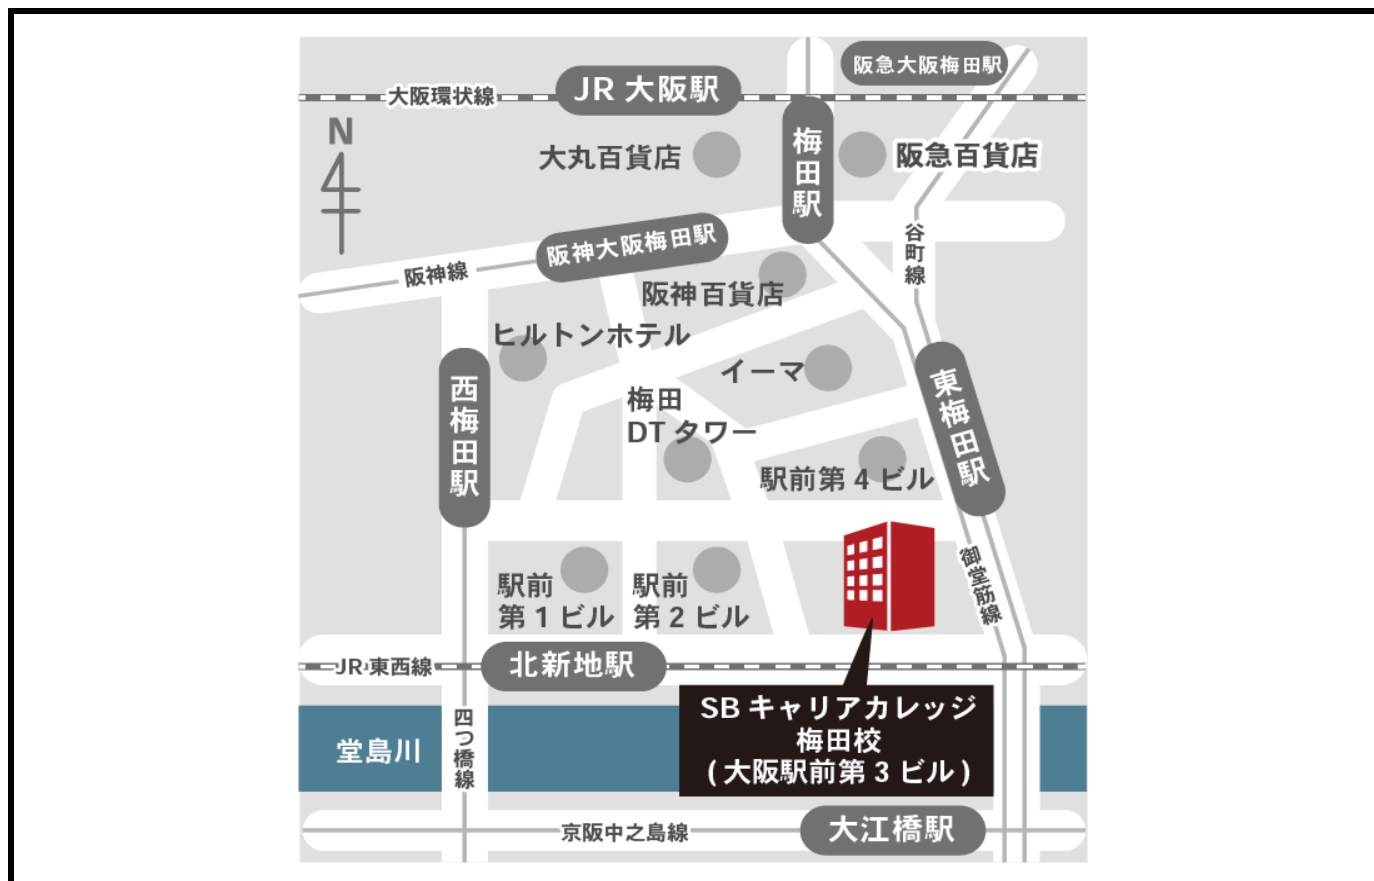 阪急大阪梅田駅
JR 大阪駅
大阪環状線
N
梅田駅
大丸百貨店
阪急百貨店
阪神大阪梅田駅
谷町線
阪神線
阪神百貨店
ヒルトンホテル
イーマ
西梅田駅
梅田
DT タワー
東梅田駅
駅前第 4 ビル
御堂筋線
駅前
第 1 ビル
駅前
第 2 ビル
JR 東西線
北新地駅
SB キャリアカレッジ
梅田校
( 大阪駅前第 3 ビル )
堂島川
四つ橋線
京阪中之島線
大江橋駅